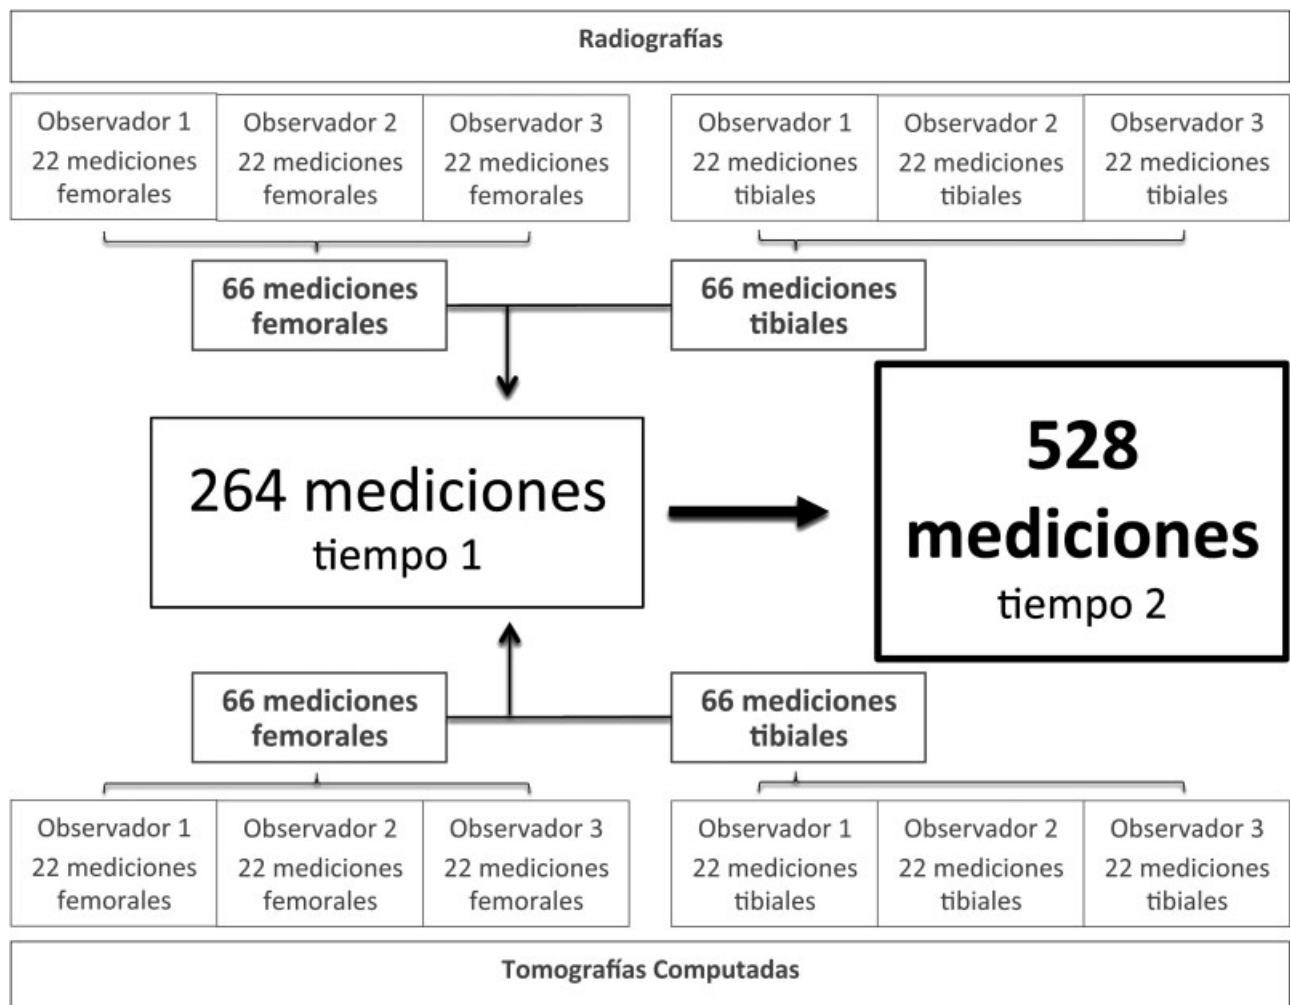 Radiografías
Observador 1
22 mediciones
femorales
Observador 2
22 mediciones
femorales
Observador 3
22 mediciones
femorales
Observador 1
22 mediciones
tibiales
Observador 2
22 mediciones
tibiales
Observador 3
22 mediciones
tibiales
66 mediciones
femorales
66 mediciones
tibiales
264 mediciones
tiempo 1
528
mediciones
tiempo 2
66 mediciones
femorales
66 mediciones
tibiales
Observador 1
22 mediciones
femorales
Observador 2
22 mediciones
femorales
Observador 3
22 mediciones
femorales
Observador 1
22 mediciones
tibiales
Observador 2
22 mediciones
tibiales
Observador 3
22 mediciones
tibiales
Tomografías Computadas